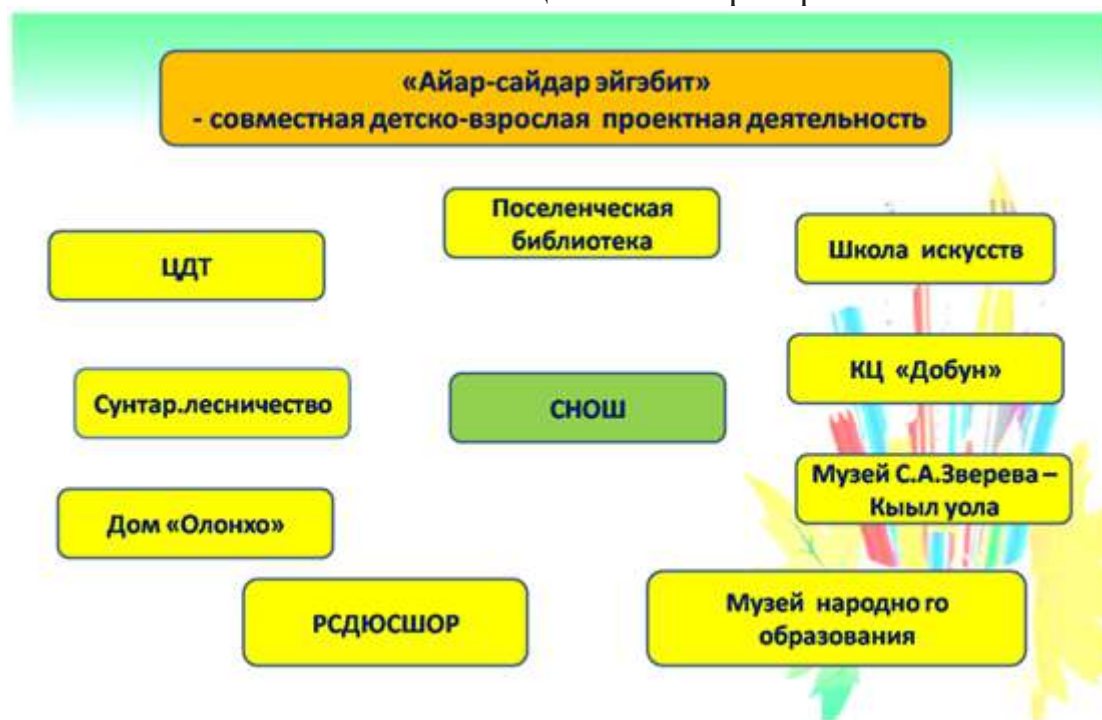 «Айар-сайдар эйгэбит»
- совместная детско-взрослая проектная деятельность
Поселенческая
библиотека
ЦДТ
Школа искусств
КЦ «Добун»
Сунтар.лесничество
СНОШ
Музей С.А.Зверева –
Кыыл уола
Дом «Олонхо»
РСДЮСШОР
Музей народно го
образования